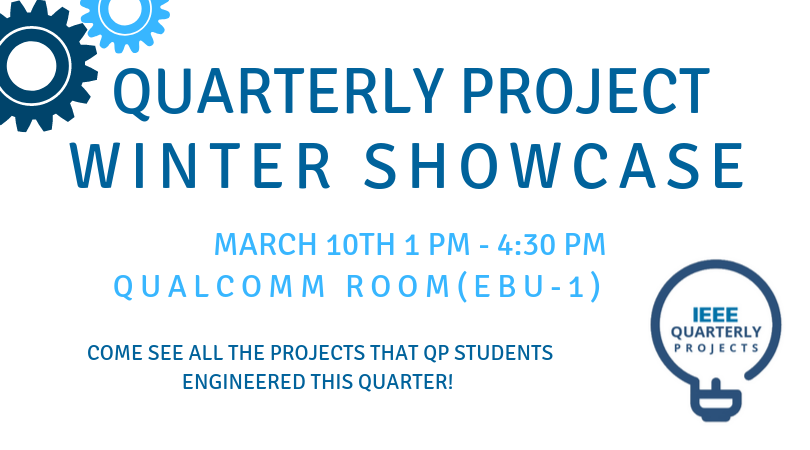 QUARTERLY PROJECT
WINTER SHOWCASE
MARCH 10TH 1 PM - 4:30 PM
QUALCOMM ROOM(EBU-1)
COME SEE ALL THE PROJECTS THAT QP STUDENTS
ENGINEERED THIS QUARTER!
IEEE
QUARTERLY
PROJECTS